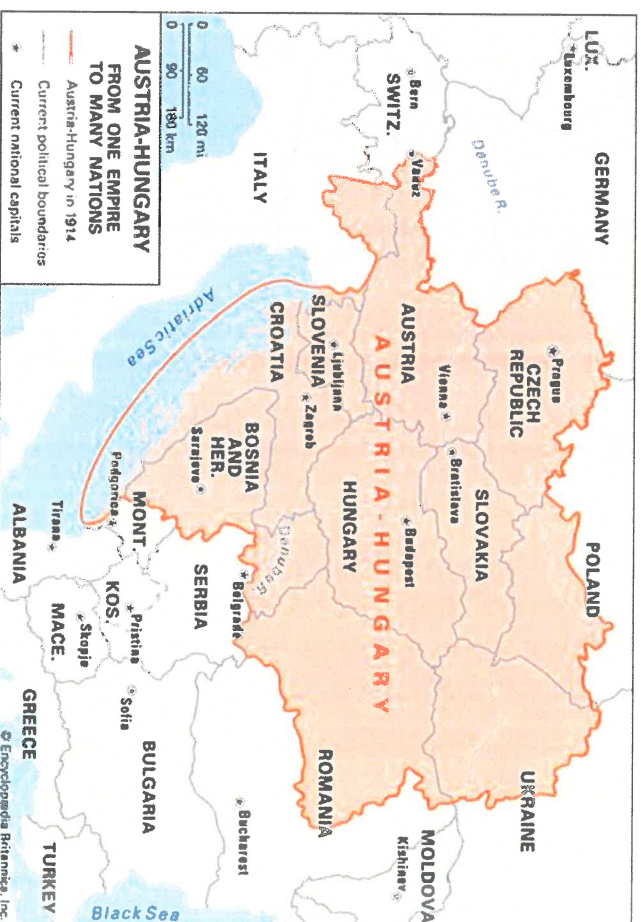 LUX.
Luxembourg
GERMANY
Danube R.
Bern
SWITZ.
Vaduz
ITALY
Prague
CZECH
REPUBLIC
POLAND
UKRAINE
SLOVAKIA
AUSTRIA
Vienna
Bratislava
AUSTRIA-HUNGARY
Budapest
HUNGARY
MOLDOVA
Kishinev
SLOVENIA
Ljubljana
Zagreb
CROATIA
ROMANIA
Danube R.
Belgrade
Bucharest
BOSNIA
AND
HER.
Sarajevo
SERBIA
Adriatic Sea
MONT.
Podgorica
KOS.
Pristina
Sofia
BULGARIA
Black Sea
Tirana
ALBANIA
MACE.
Skopje
GREECE
TURKEY
0 60 120 mi
0 90 180 km
AUSTRIA-HUNGARY
FROM ONE EMPIRE
TO MANY NATIONS
Austria-Hungary in 1914
Current political boundaries
Current national capitals
© Encyclopædia Britannica, Inc.